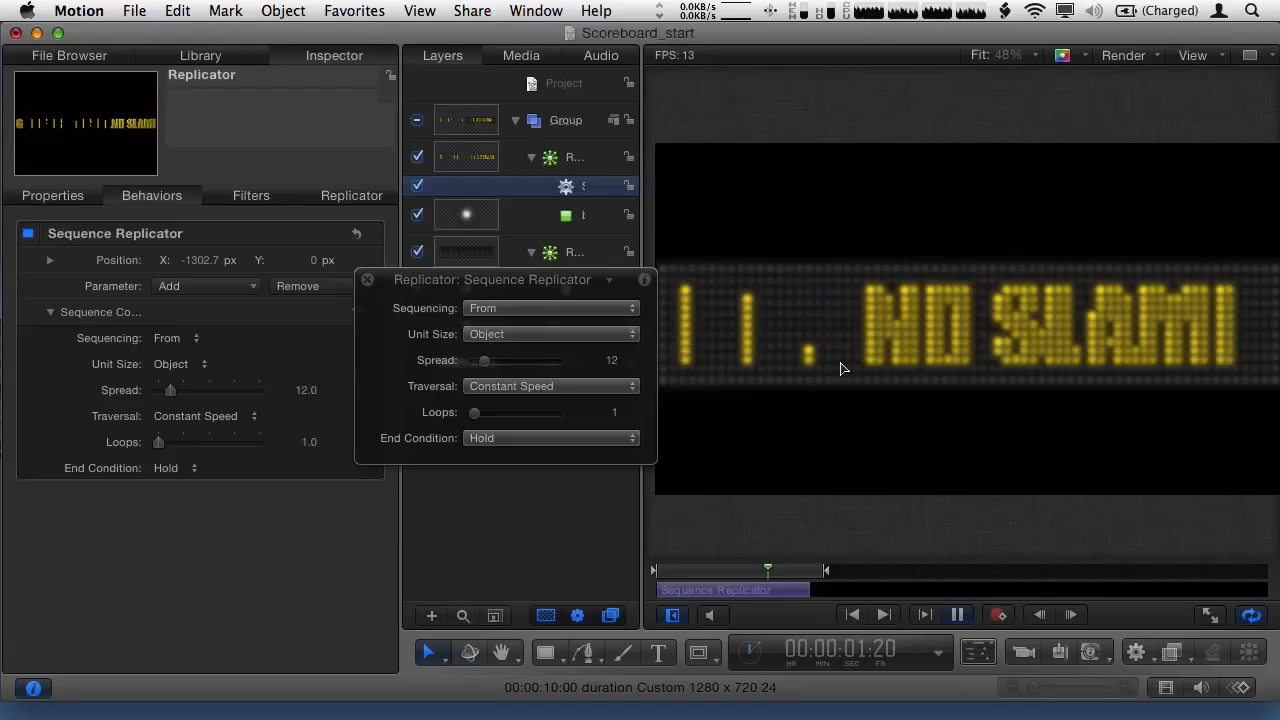 Motion File Edit Mark Object Favorites View Share Window Help 0.0KB/s 0.0KB/s (Charged)
Scoreboard_start
File Browser Library Inspector Layers Media Audio FPS: 13 Fit: 48% Render View
Replicator
Project
Group
R...
Properties Behaviors Filters Replicator
Sequence Replicator
Position: X: -1302.7 px Y: 0 px
R...
Parameter: Add Remove
Replicator: Sequence Replicator
Sequence Co...
Sequencing: From
Sequencing: From
Unit Size: Object
Unit Size: Object
Spread: 12
Spread: 12.0
Traversal: Constant Speed
Traversal: Constant Speed
Loops: 1
Loops: 1.0
End Condition: Hold
End Condition: Hold
NO SLAMI
Sequence Replicator
00:00:01:20
HR MIN SEC FR
00:00:10:00 duration Custom 1280 x 720 24